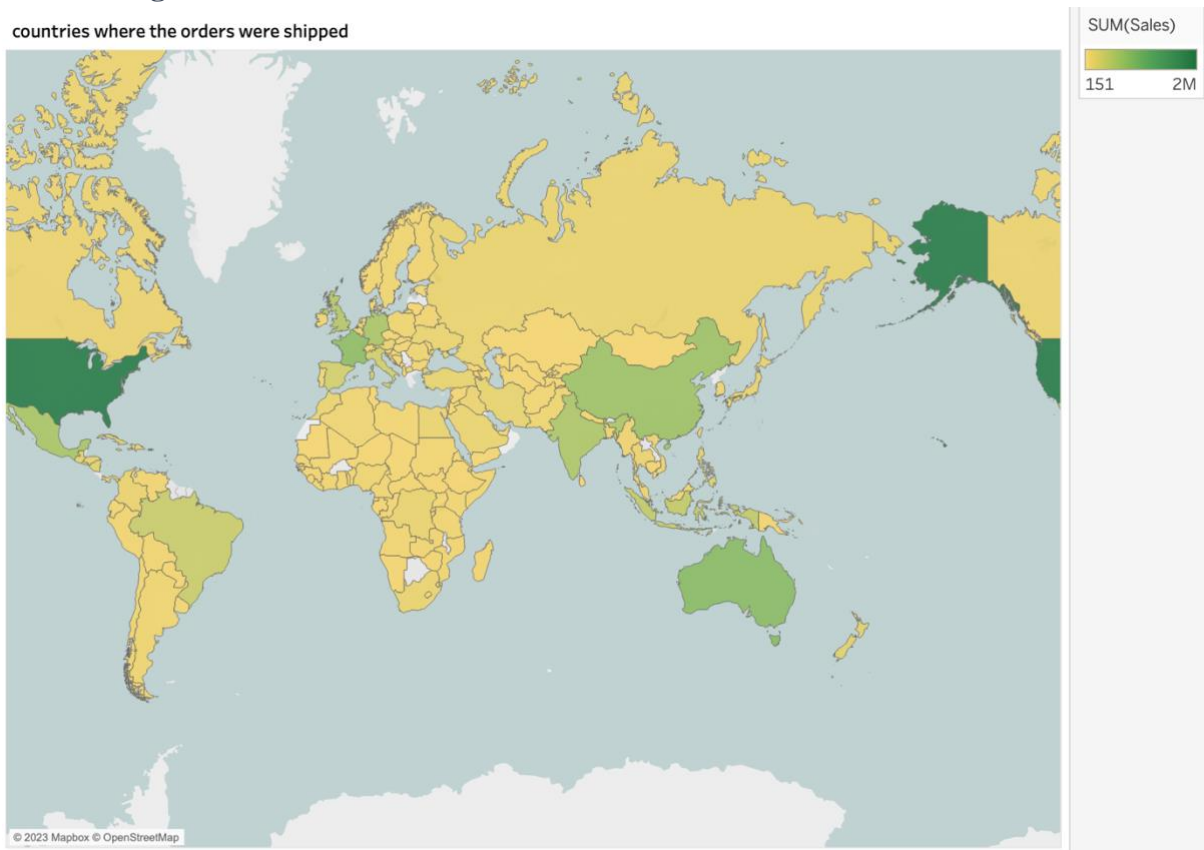 countries where the orders were shipped
SUM(Sales)
151 2M
© 2023 Mapbox © OpenStreetMap